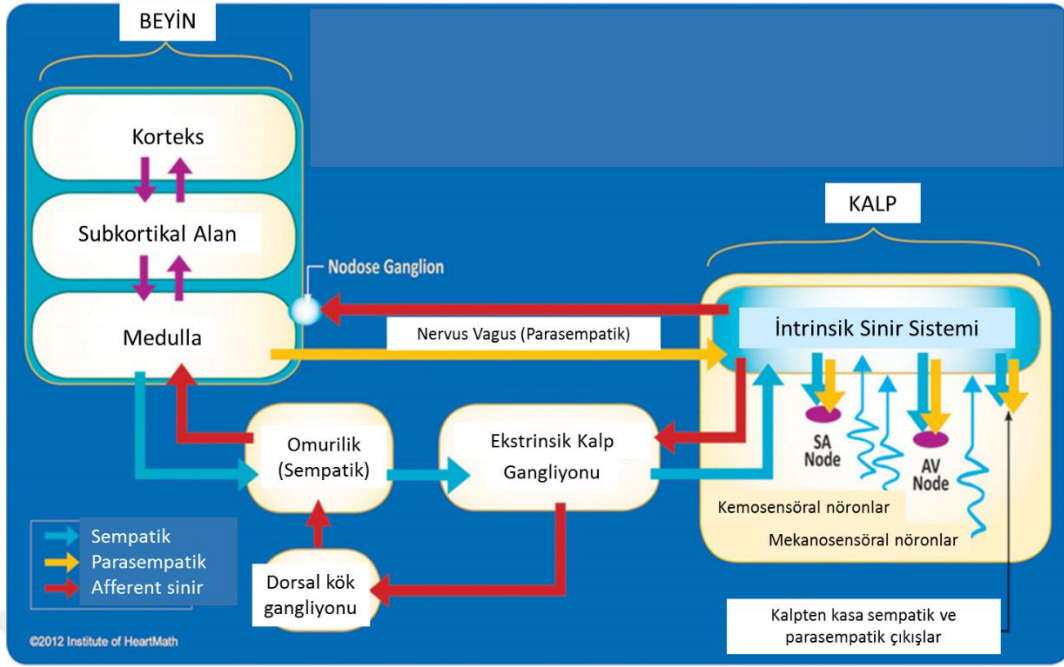 BEYİN
Korteks
Subkortikal Alan
Medulla
Nodose Ganglion
Nervus Vagus (Parasempatik)
KALP
İntrinsik Sinir Sistemi
SA
Node
AV
Node
Kemosensöral nöronlar
Mekanosensöral nöronlar
Omurilik
(Sempatik)
Ekstrinsik Kalp
Gangliyonu
Dorsal kök
gangliyonu
Sempatik
Parasempatik
Afferent sinir
Kalpten kasa sempatik ve
parasempatik çıkışlar
©2012 Institute of HeartMath